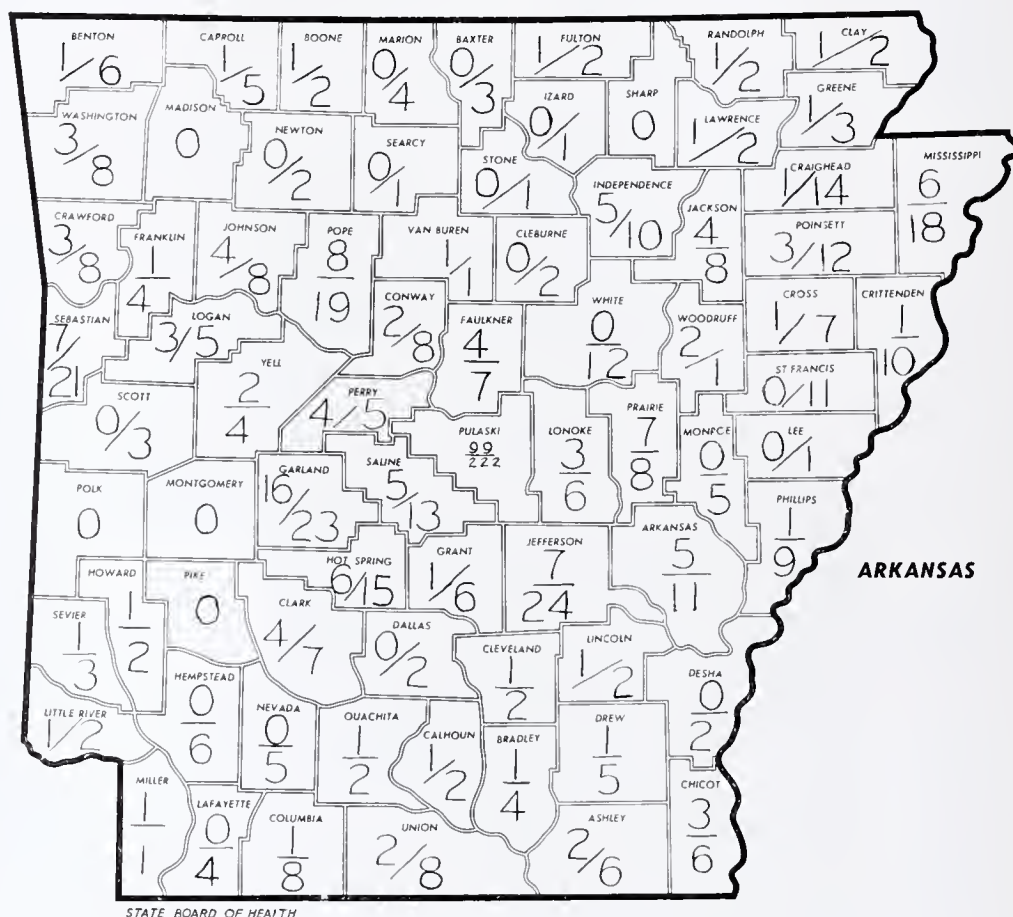 BENTON 1/6
CARROLL 1/5
BOONE 1/2
MARION 0/4
BAXTER 0/3
FULTON 1/2
RANDOLPH 1/2
CLAY 1/2
WASHINGTON 3/8
MADISON 0
NEWTON 0/2
SEARCY 0/1
STONE 0/1
IZARD 0/1
SHARP 0
LAWRENCE 1/2
GREENE 1/3
INDEPENDENCE 5/10
JACKSON 4/8
CRAIGHEAD 1/14
MISSISSIPPI 6/18
CRAWFORD 3/8
FRANKLIN 1/4
JOHNSON 4/8
POPE 8/19
VAN BUREN 1/1
CLEBURNE 0/2
POINSETT 3/12
SEBASTIAN 7/21
LOGAN 3/5
CONWAY 2/8
FAULKNER 4/7
WHITE 0/12
WOODRUFF 2/1
CROSS 1/7
CRITTENDEN 1/10
SCOTT 0/3
YELL 2/4
PERRY 4/5
PULASKI 99/222
LONOKE 3/6
PRAIRIE 7/8
MONROE 0/5
ST FRANCIS 0/11
LEE 0/1
POLK 0
MONTGOMERY 0
GARLAND 16/23
SALINE 5/13
PHILLIPS 1/9
HOWARD 1/2
PIKE 0
CLARK 4/7
HOT SPRING 6/15
GRANT 1/6
JEFFERSON 7/24
ARKANSAS 5/11
ARKANSAS
SEVIER 1/3
DALLAS 0/2
CLEVELAND 1/2
LINCOLN 1/2
DESHA 0/2
LITTLE RIVER 1/2
HEMPSTEAD 0/6
NEVADA 0/5
OUACHITA 1/2
CALHOUN 1/2
BRADLEY 1/4
DREW 1/5
MILLER 1/1
LAFAYETTE 0/4
COLUMBIA 1/8
UNION 2/8
ASHLEY 2/6
CHICOT 3/6
STATE BOARD OF HEALTH